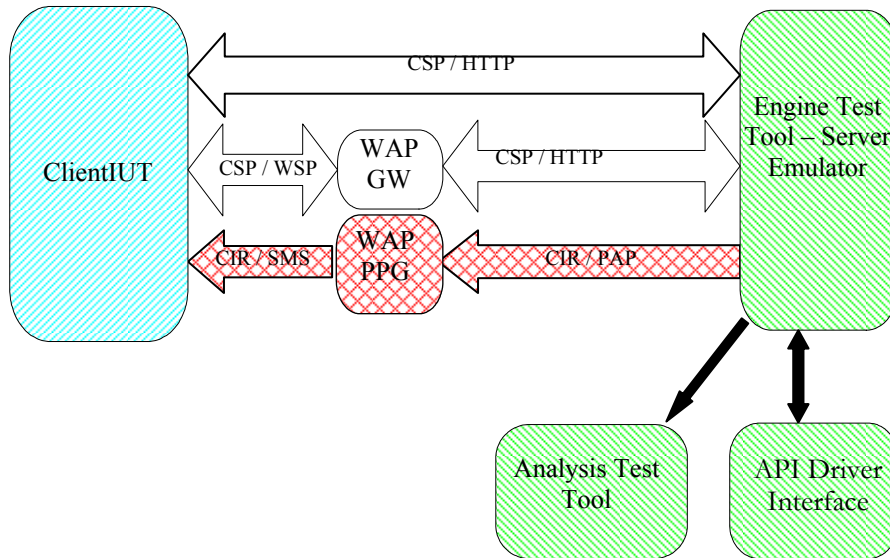 CSP / HTTP
Engine Test
Tool – Server
Emulator
ClientIUT
CSP / WSP
WAP
GW
CSP / HTTP
CIR / SMS
WAP
PPG
CIR / PAP
Analysis Test
Tool
API Driver
Interface